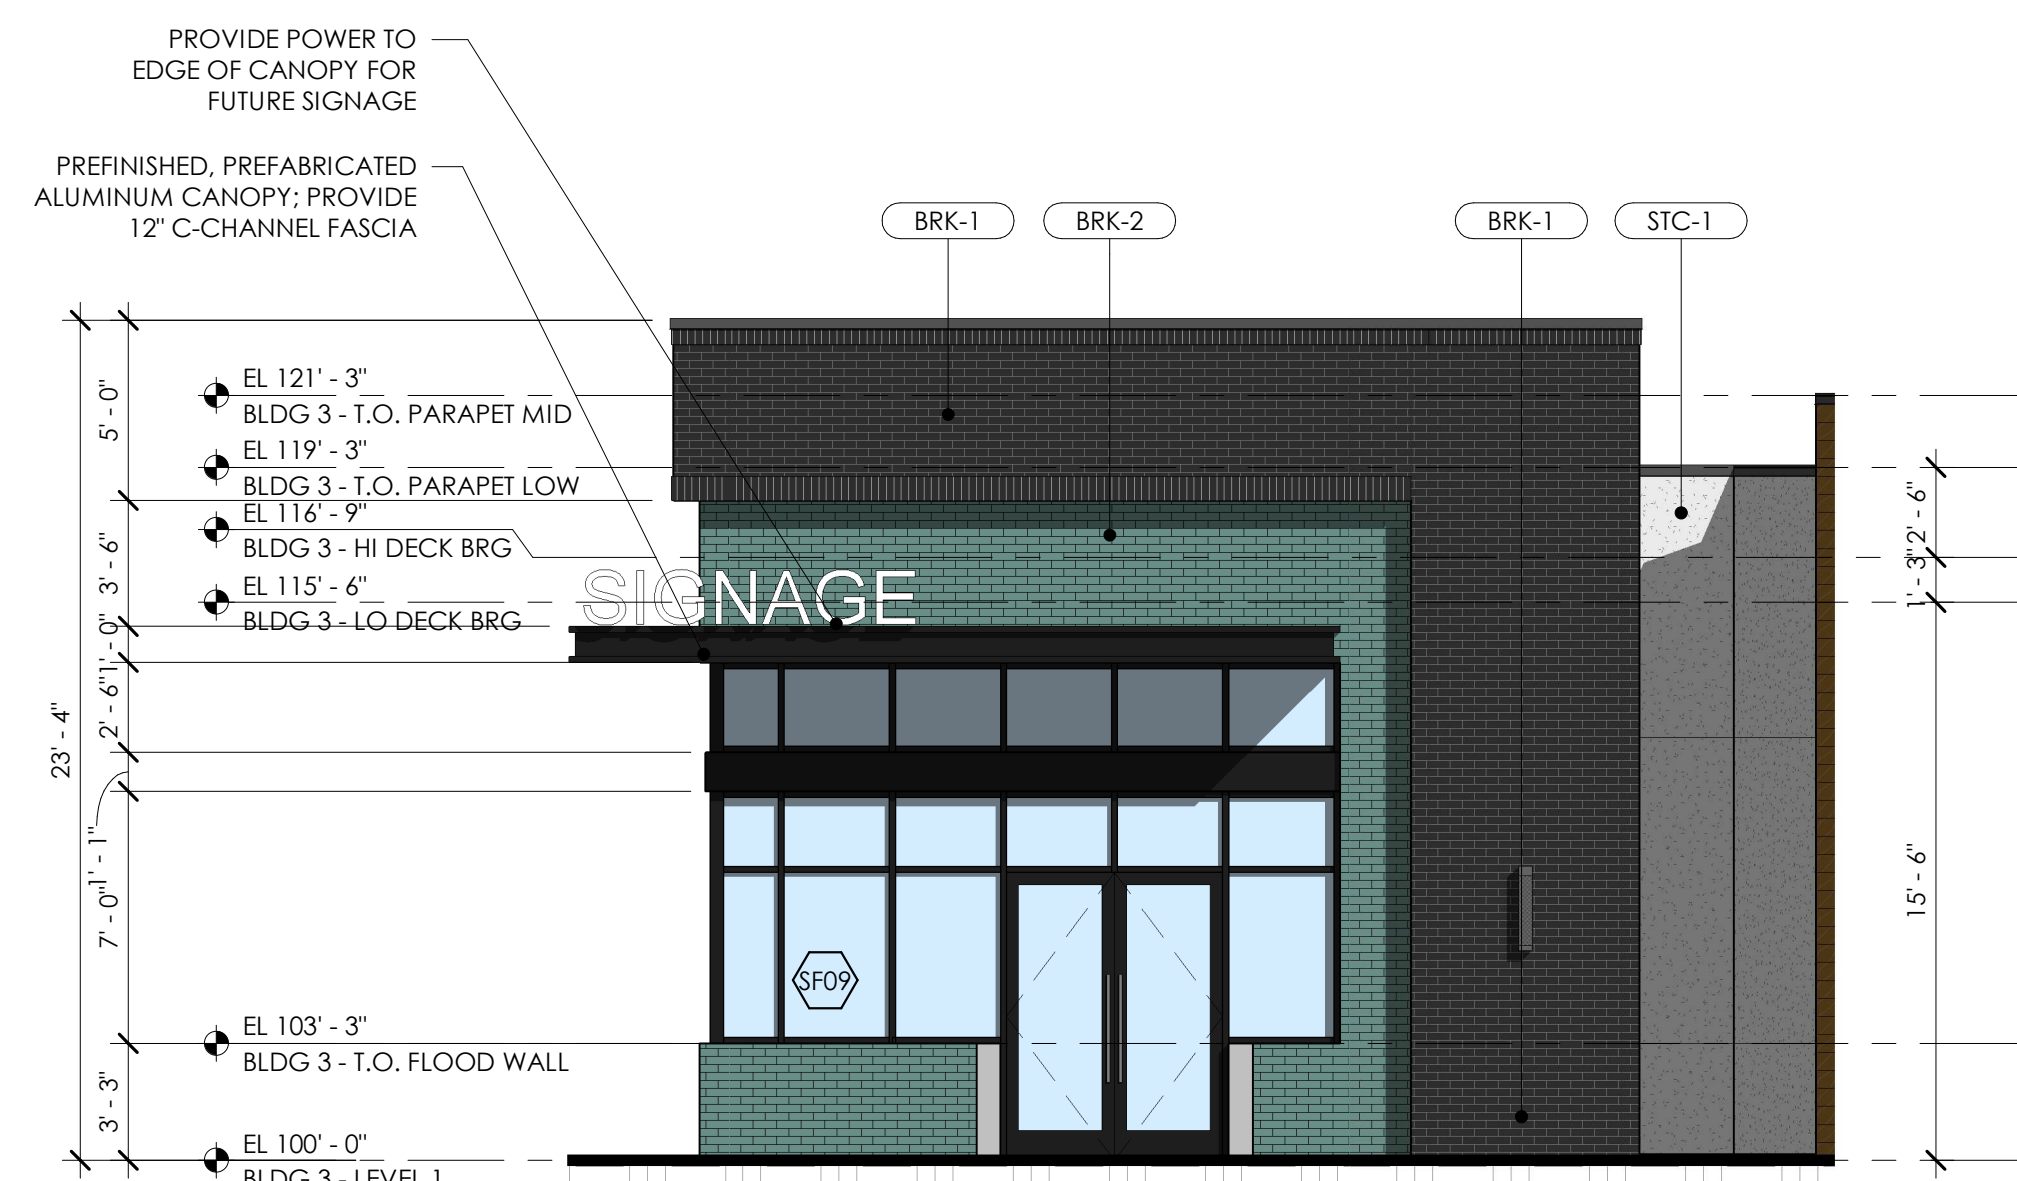 PROVIDE POWER TO
EDGE OF CANOPY FOR
FUTURE SIGNAGE
PREFINISHED, PREFABRICATED
ALUMINUM CANOPY; PROVIDE
12" C-CHANNEL FASCIA
BRK-1
BRK-2
BRK-1
STC-1
EL 121' - 3"
BLDG 3 - T.O. PARAPET MID
EL 119' - 3"
BLDG 3 - T.O. PARAPET LOW
EL 116' - 9"
BLDG 3 - HI DECK BRG
EL 115' - 6"
BLDG 3 - LO DECK BRG
SIGNAGE
SF09
EL 103' - 3"
BLDG 3 - T.O. FLOOD WALL
EL 100' - 0"
BLDG 3 - LEVEL 1
23' - 4"
5' - 0"
3' - 6"
1' - 0"
2' - 6"
1' - 1"
7' - 0"
3' - 3"
2' - 6"
1' - 3"
15' - 6"